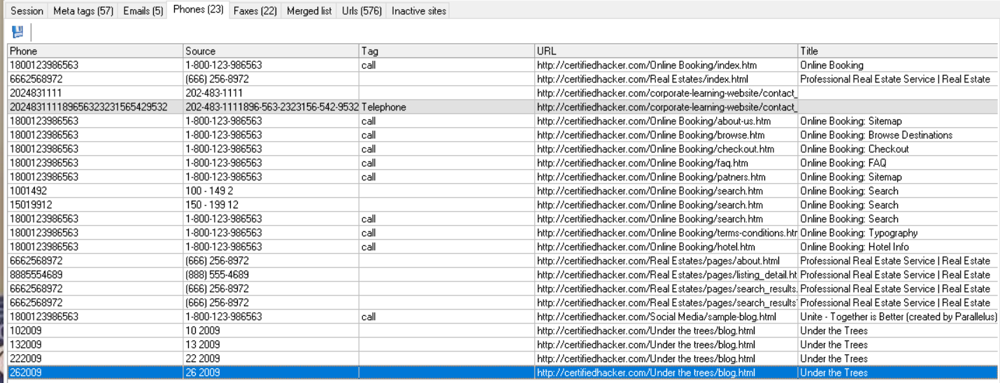 Session Meta tags (57) Emails (5) Phones (23) Faxes (22) Merged list Urls (576) Inactive sites
Phone Source Tag URL Title
1800123986563 1-800-123-986563 call http://certifiedhacker.com/Online Booking/index.htm Online Booking
6662568972 (666) 256-8972 http://certifiedhacker.com/Real Estates/index.html Professional Real Estate Service | Real Estate
2024831111 202-483-1111 http://certifiedhacker.com/corporate-learning-website/contact_
202483111189656323231565429532 202-483-1111896-563-2323156-542-9532 Telephone http://certifiedhacker.com/corporate-learning-website/contact_
1800123986563 1-800-123-986563 call http://certifiedhacker.com/Online Booking/about-us.htm Online Booking: Sitemap
1800123986563 1-800-123-986563 call http://certifiedhacker.com/Online Booking/browse.htm Online Booking: Browse Destinations
1800123986563 1-800-123-986563 call http://certifiedhacker.com/Online Booking/checkout.htm Online Booking: Checkout
1800123986563 1-800-123-986563 call http://certifiedhacker.com/Online Booking/faq.htm Online Booking: FAQ
1800123986563 1-800-123-986563 call http://certifiedhacker.com/Online Booking/patners.htm Online Booking: Sitemap
1001492 100 - 149 2 http://certifiedhacker.com/Online Booking/search.htm Online Booking: Search
15019912 150 - 199 12 http://certifiedhacker.com/Online Booking/search.htm Online Booking: Search
1800123986563 1-800-123-986563 call http://certifiedhacker.com/Online Booking/search.htm Online Booking: Search
1800123986563 1-800-123-986563 call http://certifiedhacker.com/Online Booking/terms-conditions.htm Online Booking: Typography
1800123986563 1-800-123-986563 call http://certifiedhacker.com/Online Booking/hotel.htm Online Booking: Hotel Info
6662568972 (666) 256-8972 http://certifiedhacker.com/Real Estates/pages/about.html Professional Real Estate Service | Real Estate
8885554689 (888) 555-4689 http://certifiedhacker.com/Real Estates/pages/listing_detail.ht Professional Real Estate Service | Real Estate
6662568972 (666) 256-8972 http://certifiedhacker.com/Real Estates/pages/search_results. Professional Real Estate Service | Real Estate
6662568972 (666) 256-8972 http://certifiedhacker.com/Real Estates/pages/search_results Professional Real Estate Service | Real Estate
1800123986563 1-800-123-986563 call http://certifiedhacker.com/Social Media/sample-blog.html Unite - Together is Better (created by Parallelus)
102009 10 2009 http://certifiedhacker.com/Under the trees/blog.html Under the Trees
132009 13 2009 http://certifiedhacker.com/Under the trees/blog.html Under the Trees
222009 22 2009 http://certifiedhacker.com/Under the trees/blog.html Under the Trees
262009 26 2009 http://certifiedhacker.com/Under the trees/blog.html Under the Trees